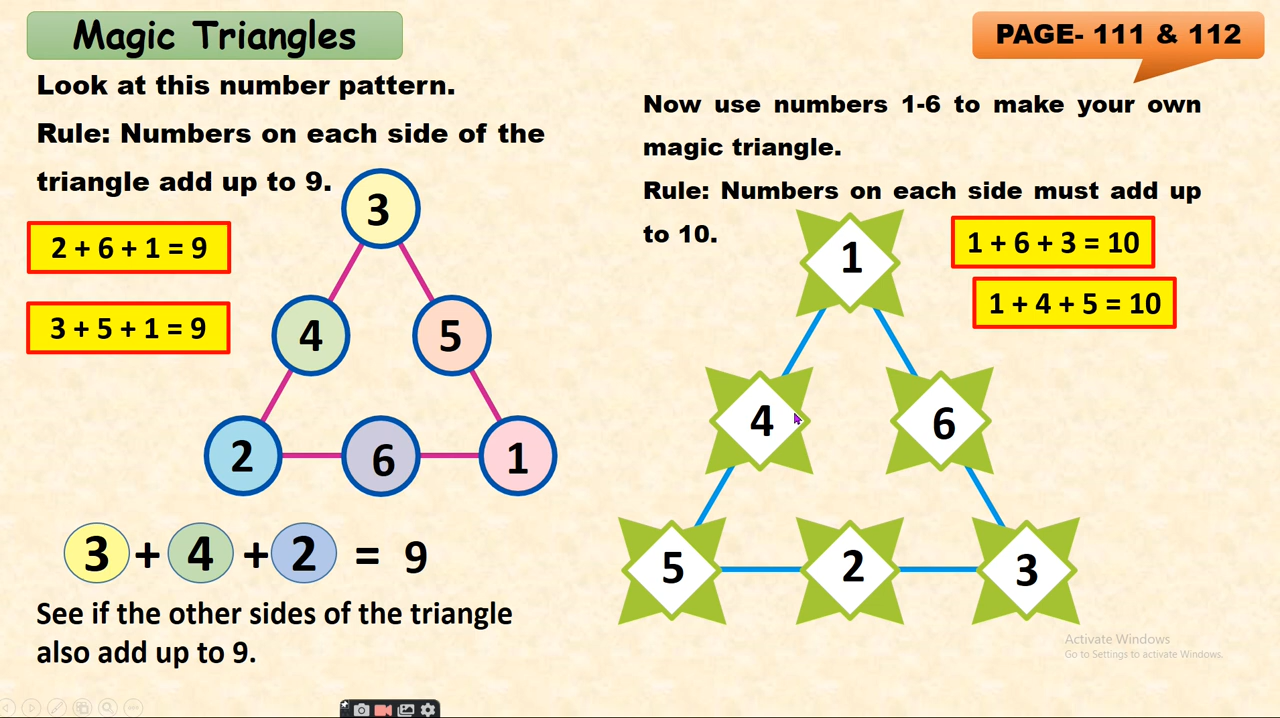 Magic Triangles
PAGE- 111 & 112
Look at this number pattern.
Rule: Numbers on each side of the
triangle add up to 9.
2 + 6 + 1 = 9
3 + 5 + 1 = 9
3
4
5
2
6
1
3 + 4 + 2 = 9
See if the other sides of the triangle
also add up to 9.
Now use numbers 1-6 to make your own
magic triangle.
Rule: Numbers on each side must add up
to 10.
1 + 6 + 3 = 10
1 + 4 + 5 = 10
1
4
6
5
2
3
Activate Windows
Go to Settings to activate Windows.